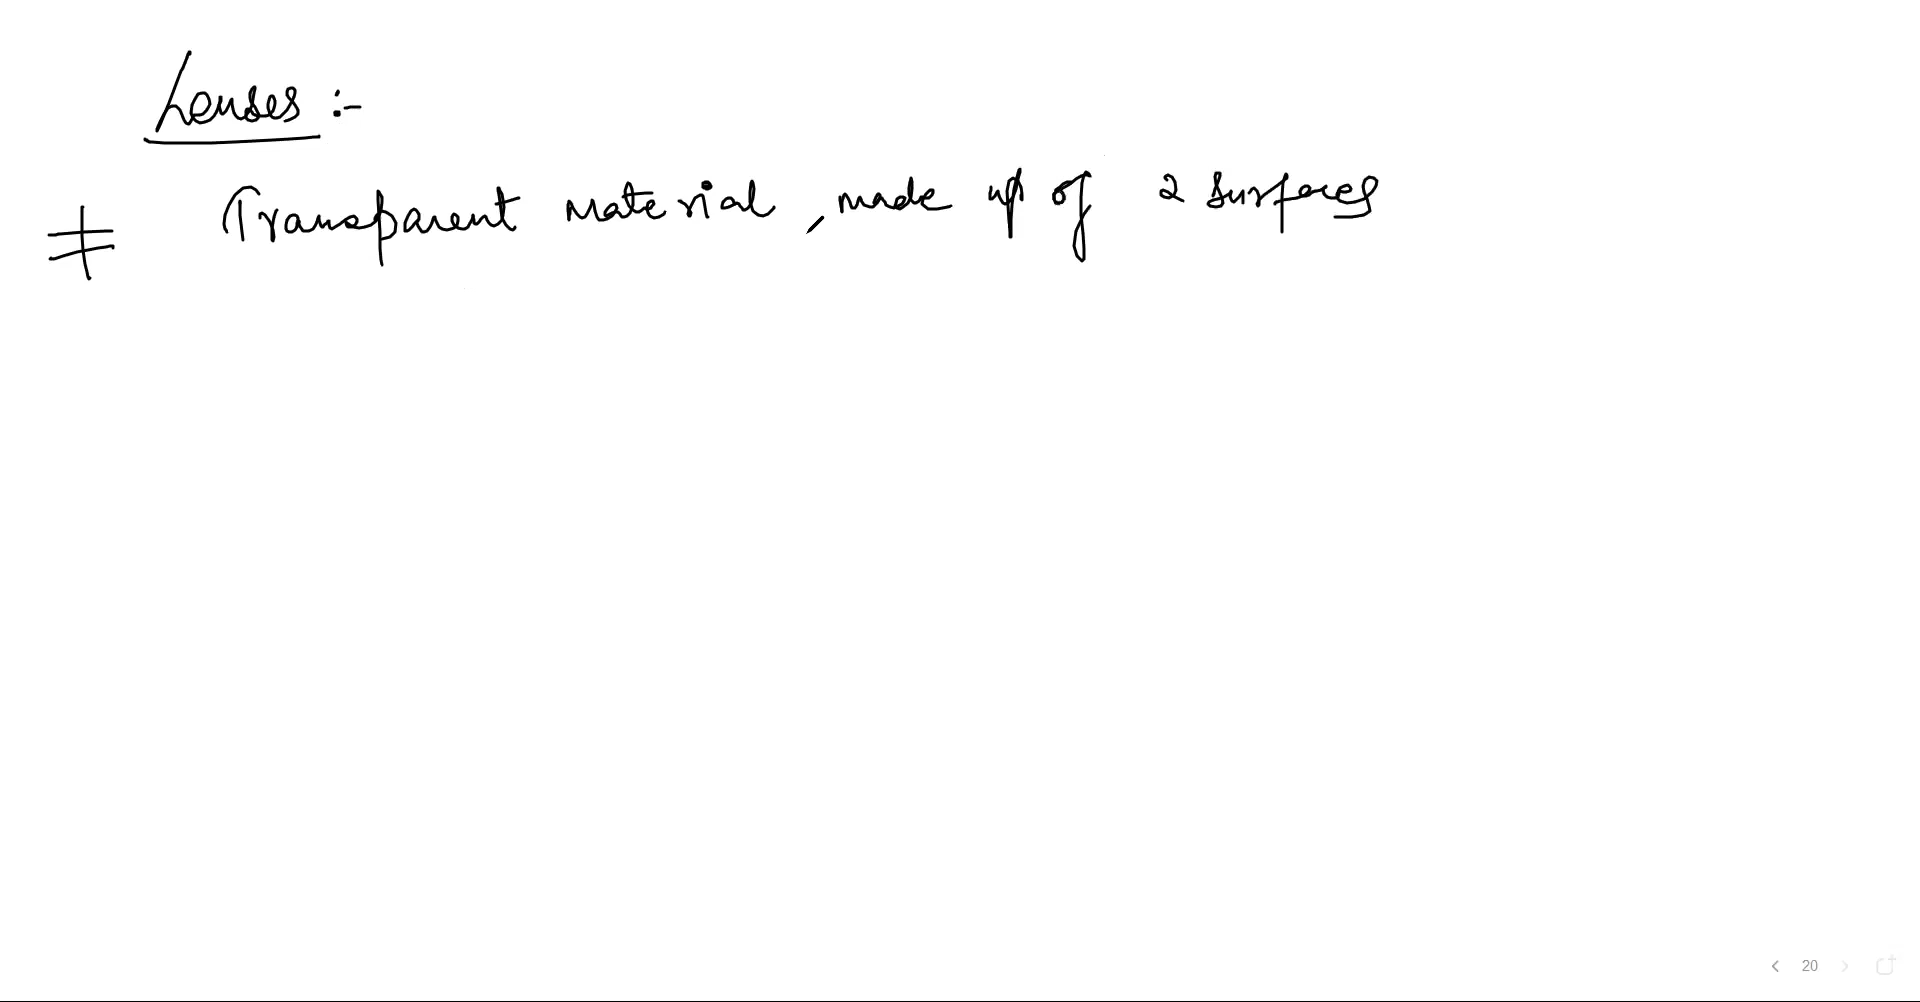 Lenses :-
# Transparent material , made up of 2 surfaces
20